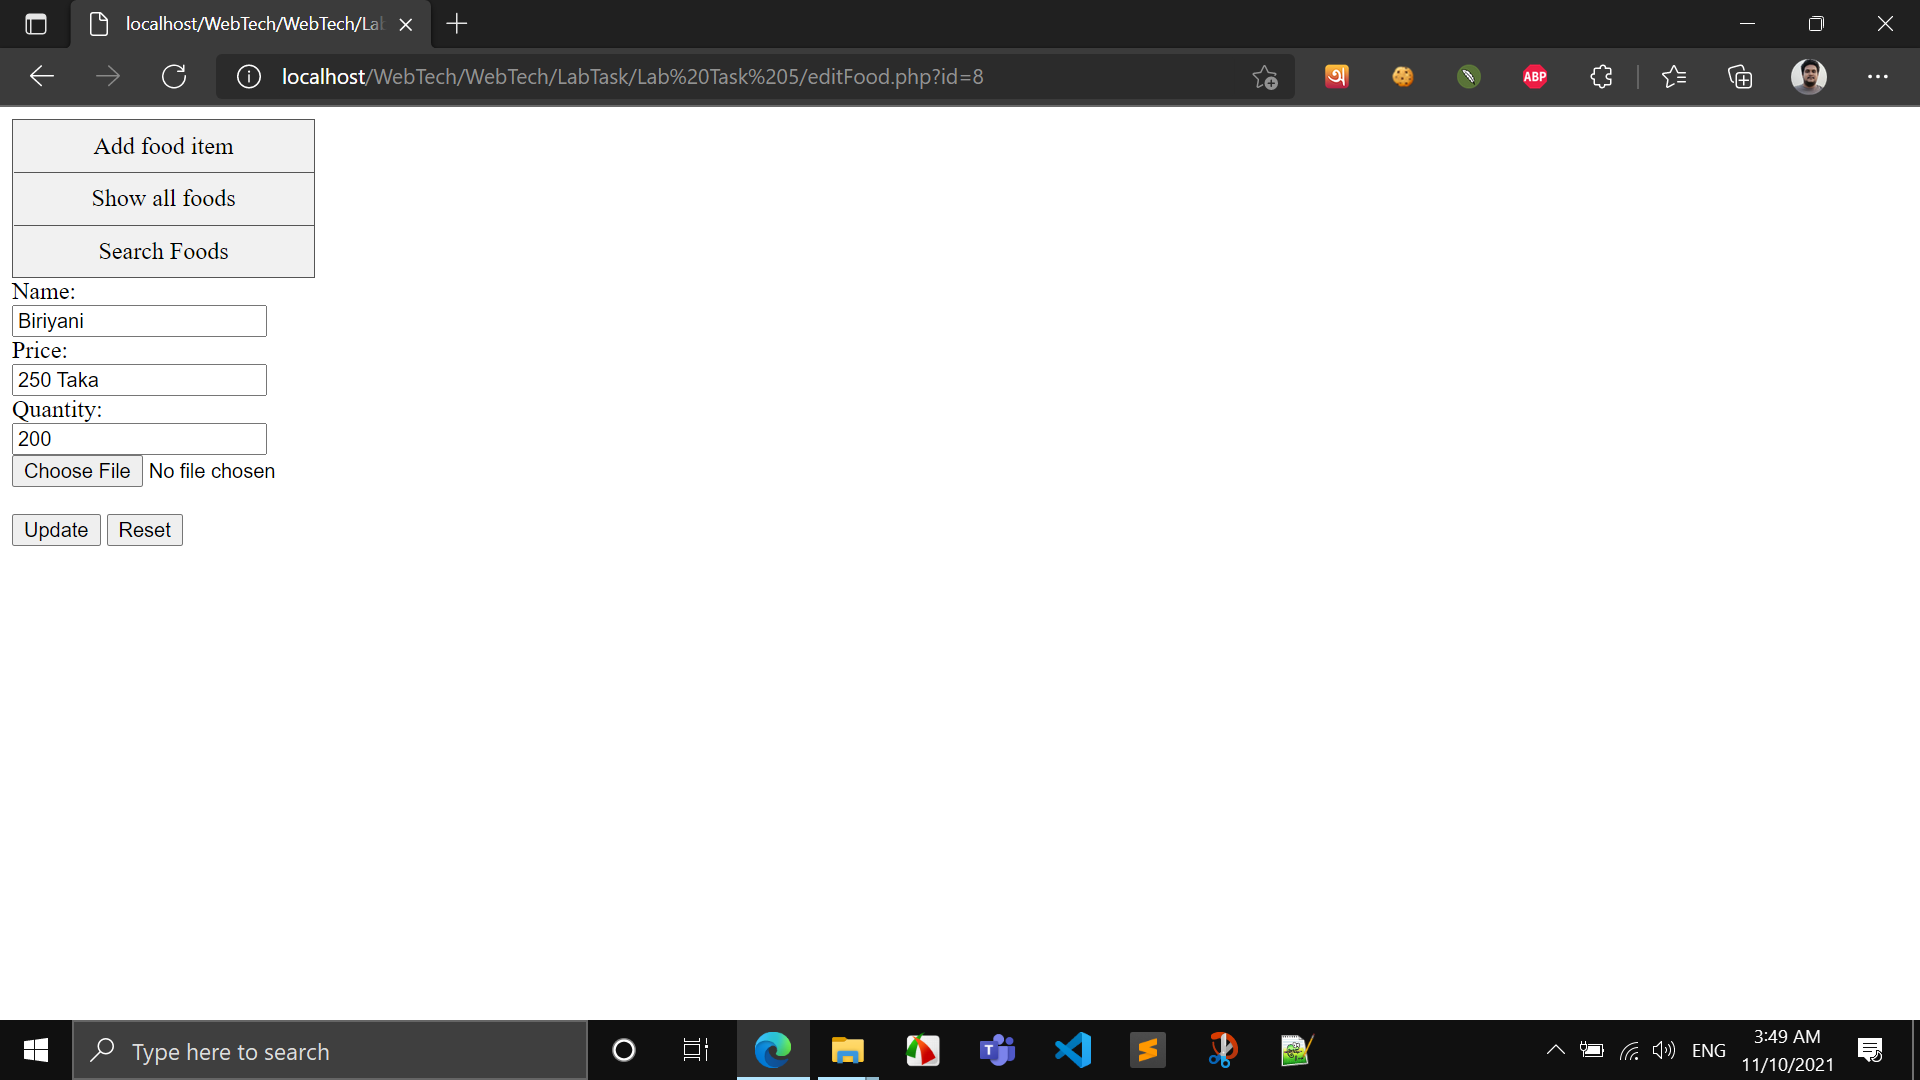 localhost/WebTech/WebTech/Lab
localhost/WebTech/WebTech/LabTask/Lab%20Task%205/editFood.php?id=8
অ
ABP
Add food item
Show all foods
Search Foods
Name:
Biriyani
Price:
250 Taka
Quantity:
200
Choose File No file chosen
Update Reset
Type here to search
ENG
3:49 AM
11/10/2021